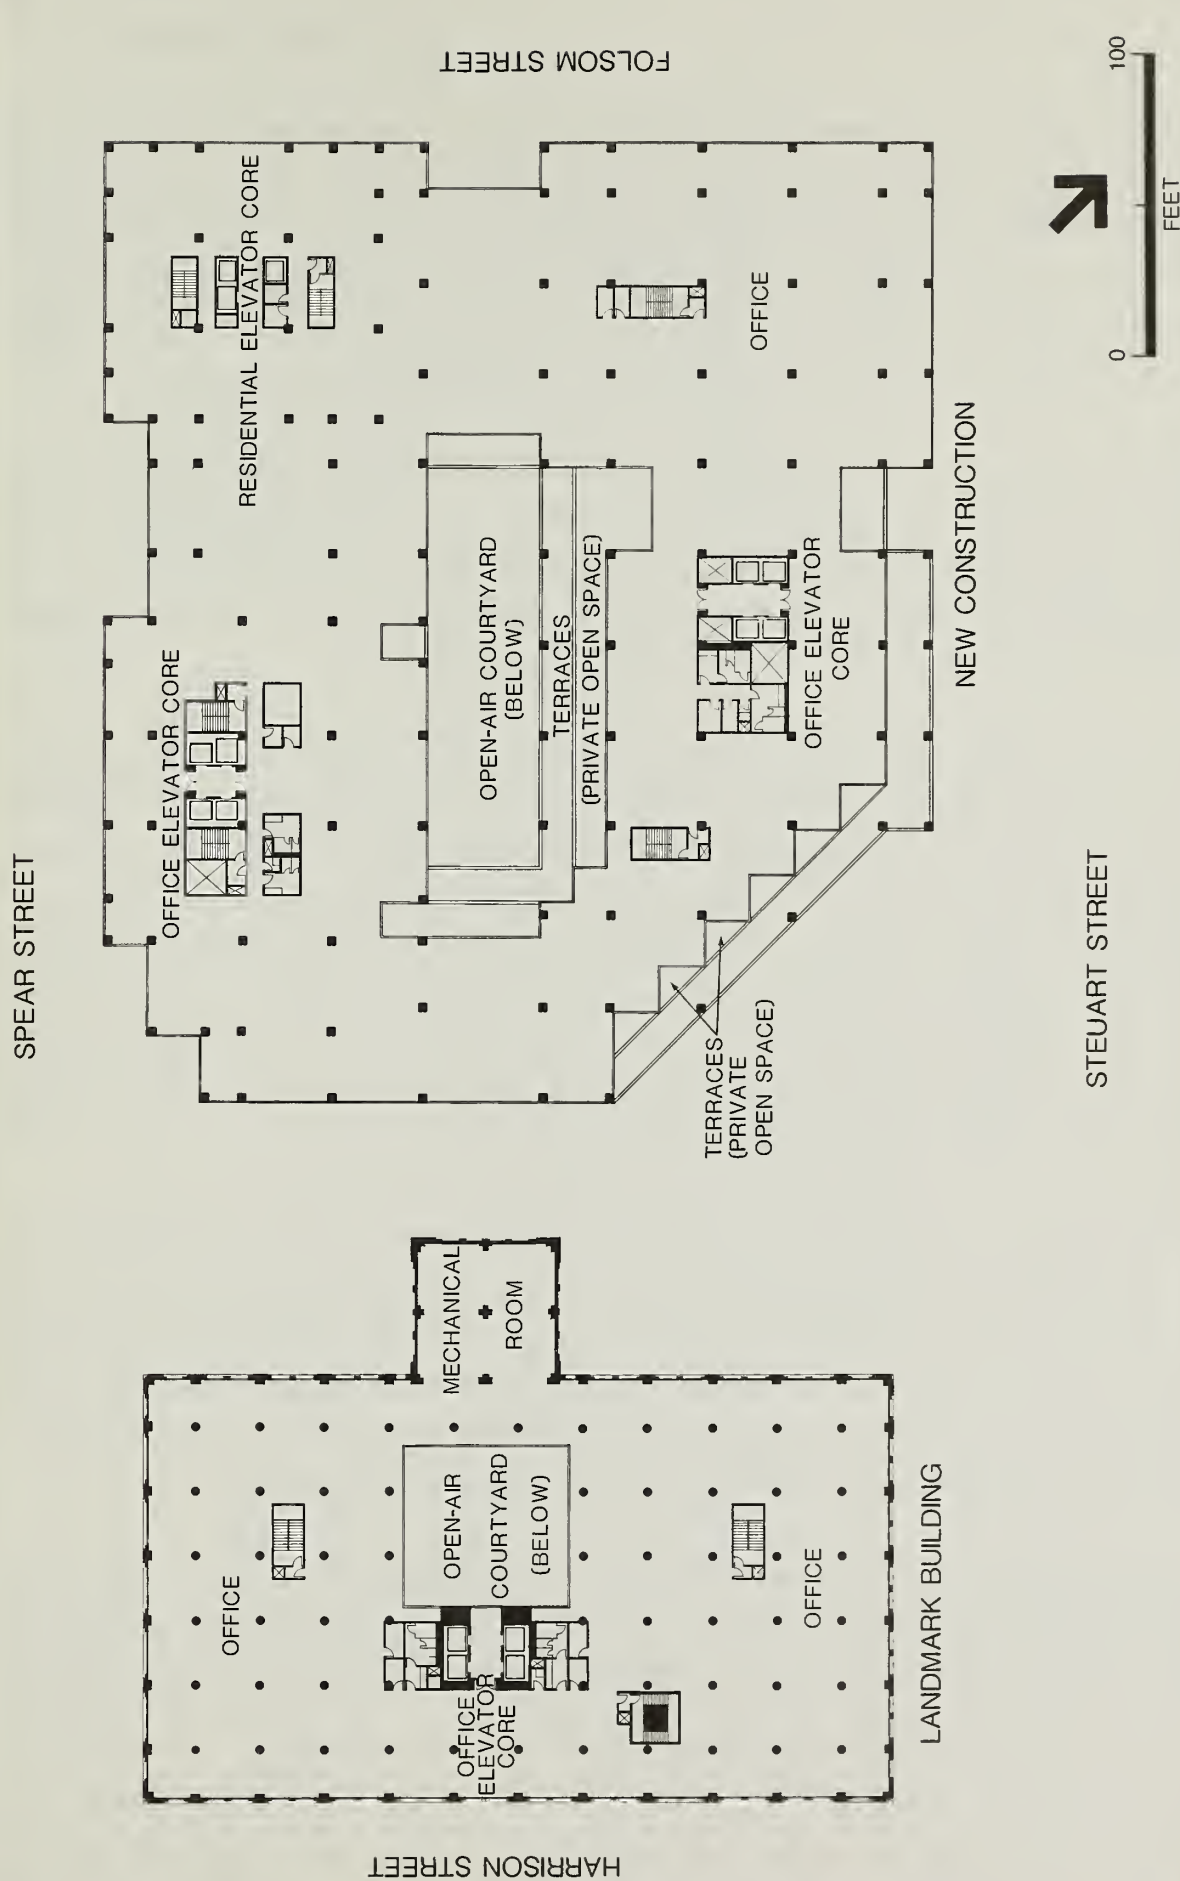 FOLSOM STREET
100
0
FEET
RESIDENTIAL ELEVATOR CORE
OFFICE
SPEAR STREET
OFFICE ELEVATOR CORE
OPEN-AIR COURTYARD
(BELOW)
TERRACES
(PRIVATE OPEN SPACE)
OFFICE ELEVATOR
CORE
NEW CONSTRUCTION
TERRACES
(PRIVATE
OPEN SPACE)
STEUART STREET
MECHANICAL
ROOM
OFFICE
OPEN-AIR
COURTYARD
(BELOW)
OFFICE
OFFICE
ELEVATOR
CORE
LANDMARK BUILDING
HARRISON STREET